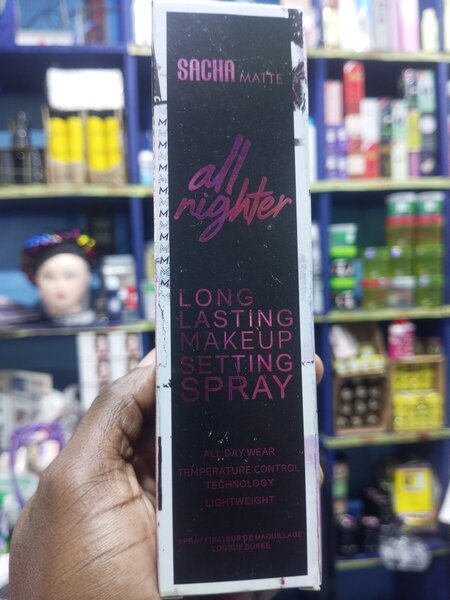 SACHA MATTE
all
nighter
LONG
LASTING
MAKEUP
SETTING
SPRAY
ALL DAY WEAR
TEMPERATURE CONTROL
TECHNOLOGY
LIGHTWEIGHT
SPRAY FIXATEUR DE MAQUILLAGE
LONGUE DURÉE